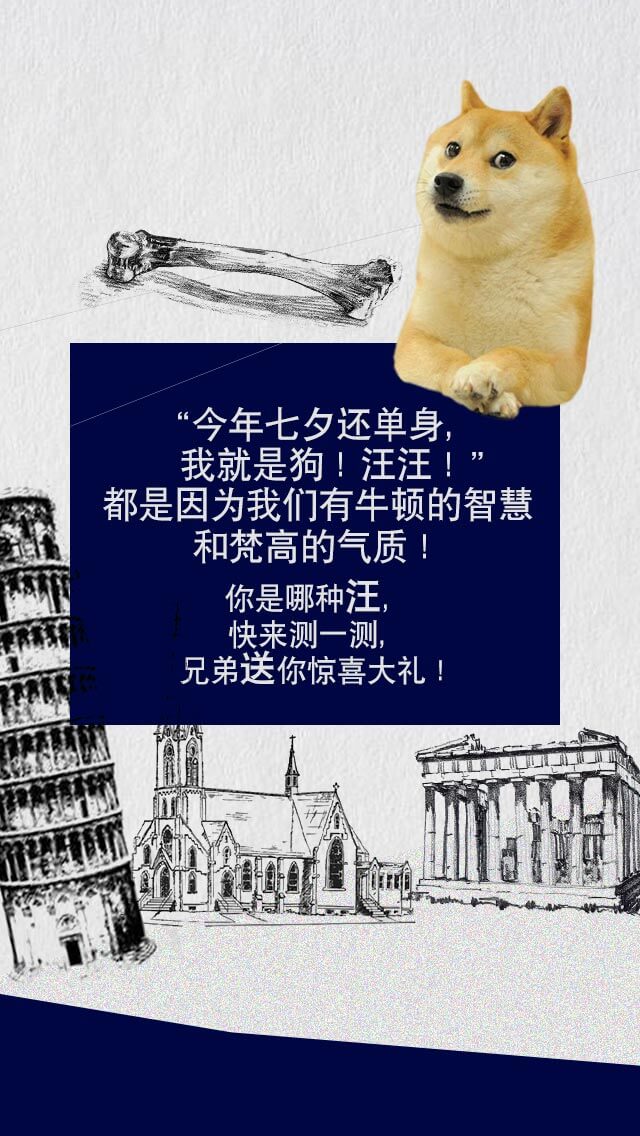 “今年七夕还单身,
我就是狗！汪汪！”
都是因为我们有牛顿的智慧
和梵高的气质！
你是哪种汪,
快来测一测,
兄弟送你惊喜大礼！